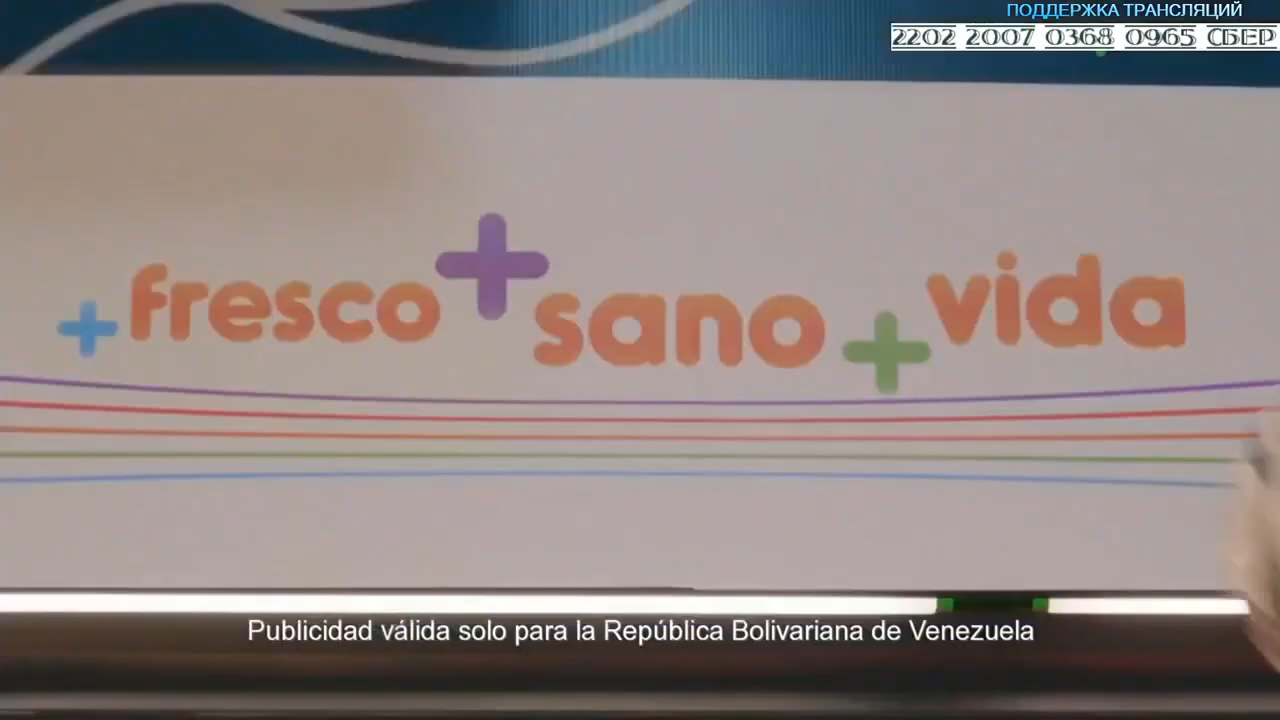 ПОДДЕРЖКА ТРАНСЛЯЦИЙ
2202 2007 0368 0965 СБЕР
+fresco+sano+vida
Publicidad válida solo para la República Bolivariana de Venezuela